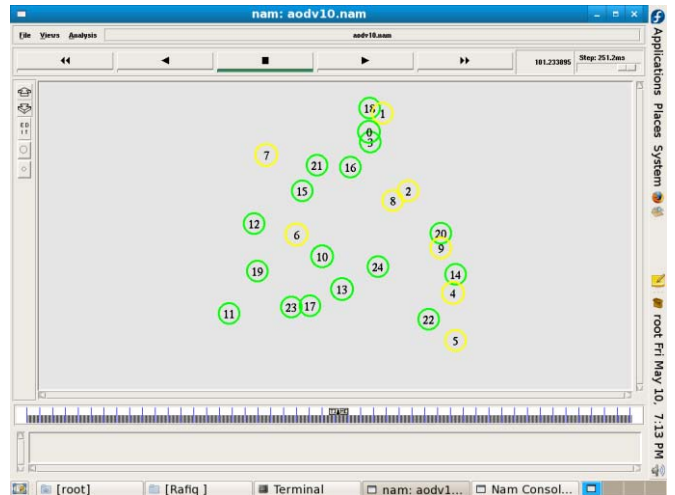 nam: aodv10.nam
File Views Analysis aodv10.nam
101.233895 Step: 251.2ms
18 1
0
3
7
21 16
15 2
8
12
6 20
9
10
19 24 14
13 4
11 23 17
22
5
Applications Places System
root Fri May 10, 7:13 PM
[root] [Rafiq ] Terminal nam: aodv1... Nam Consol...